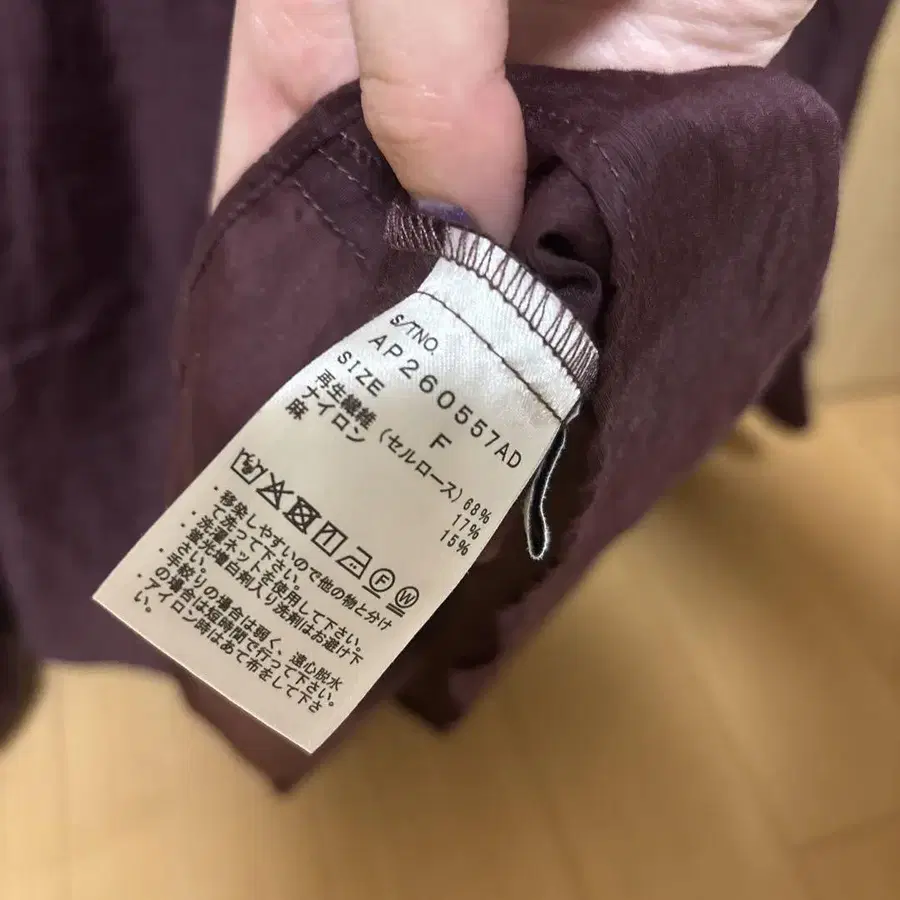 S/TNO.
AP260557AD
SIZE F
再生繊維 (セルロース) 68%
ナイロン 17%
麻 15%
F W
・移染しやすいので他の物と分け
て洗って下さい。
・洗濯ネットを使用して下さい。
・蛍光増白剤入り洗剤はお避け下
さい。
・手絞りの場合は弱く、遠心脱水
の場合は短時間で行って下さい。
・アイロン時はあて布をして下さ
い。